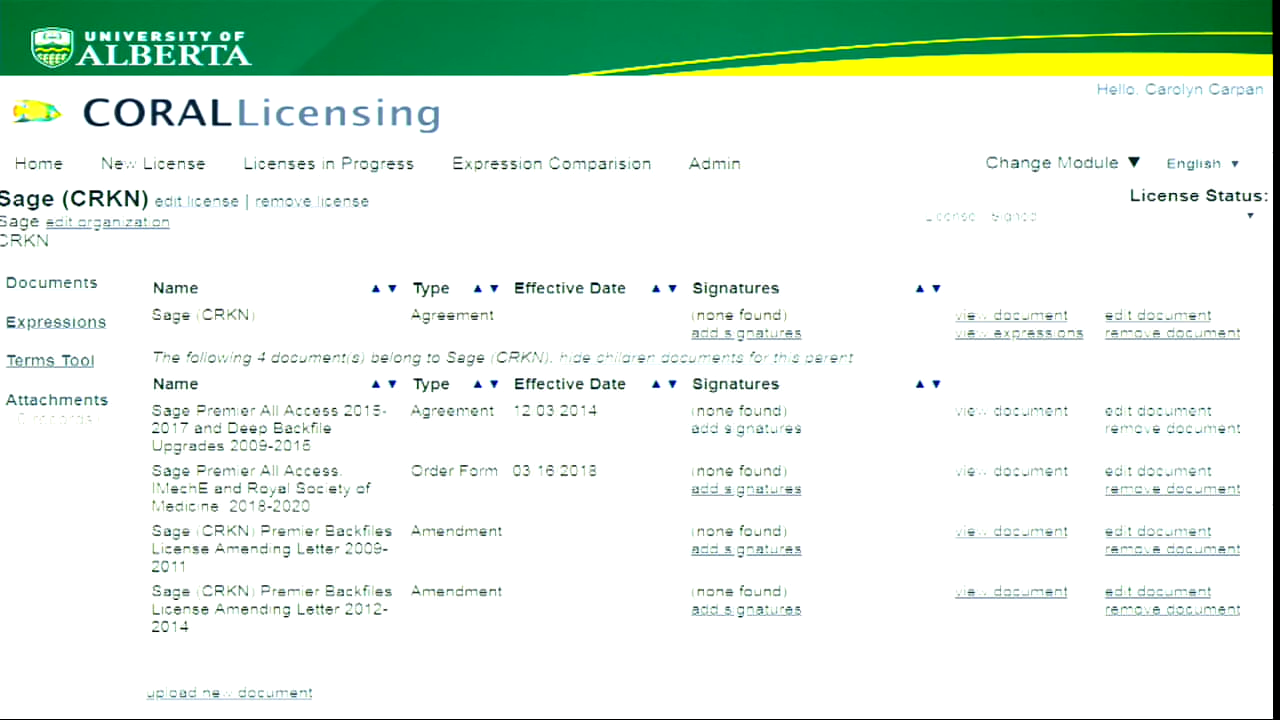 UNIVERSITY OF
ALBERTA
Hello, Carolyn Carpan
CORALLicensing
Home New License Licenses in Progress Expression Comparision Admin Change Module ▼ English ▼
Sage (CRKN) edit license | remove license License Status:
Sage edit organization License Signed
CRKN
Documents
Expressions
Terms Tool
Attachments
Name Type Effective Date Signatures
Sage (CRKN) Agreement (none found) view document edit document
add signatures view expressions remove document
The following 4 document(s) belong to Sage (CRKN). hide children documents for this parent
Name Type Effective Date Signatures
Sage Premier All Access 2015- Agreement 12 03 2014 (none found) view document edit document
2017 and Deep Backfile add signatures remove document
Upgrades 2009-2015
Sage Premier All Access, Order Form 03 16 2018 (none found) view document edit document
IMechE and Royal Society of add signatures remove document
Medicine 2018-2020
Sage (CRKN) Premier Backfiles Amendment (none found) view document edit document
License Amending Letter 2009- add signatures remove document
2011
Sage (CRKN) Premier Backfiles Amendment (none found) view document edit document
License Amending Letter 2012- add signatures remove document
2014
upload new document